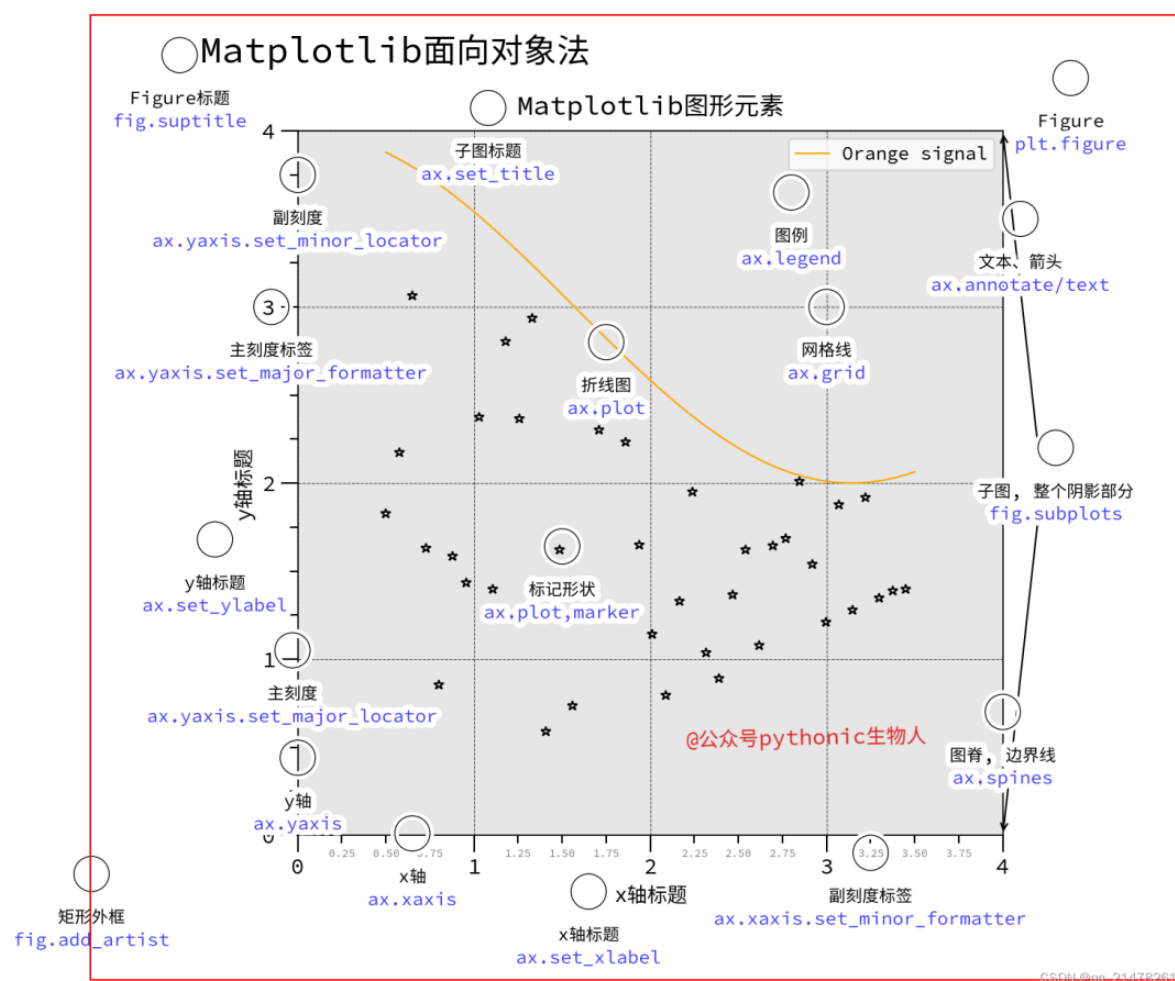 Matplotlib面向对象法
Figure标题
fig.suptitle
Matplotlib图形元素
Figure
plt.figure
4
子图标题
ax.set_title
Orange signal
副刻度
ax.yaxis.set_minor_locator
图例
ax.legend
文本、箭头
ax.annotate/text
3
主刻度标签
ax.yaxis.set_major_formatter
网格线
ax.grid
折线图
ax.plot
y轴标题
2
子图, 整个阴影部分
fig.subplots
y轴标题
ax.set_ylabel
标记形状
ax.plot,marker
1
主刻度
ax.yaxis.set_major_locator
@公众号pythonic生物人
图脊, 边界线
ax.spines
y轴
ax.yaxis
0
0.25 0.50 0.75 1.25 1.50 1.75 2.25 2.50 2.75 3.25 3.50 3.75
0 1 2 3 4
x轴
ax.xaxis
x轴标题
副刻度标签
ax.xaxis.set_minor_formatter
矩形外框
fig.add_artist
x轴标题
ax.set_xlabel